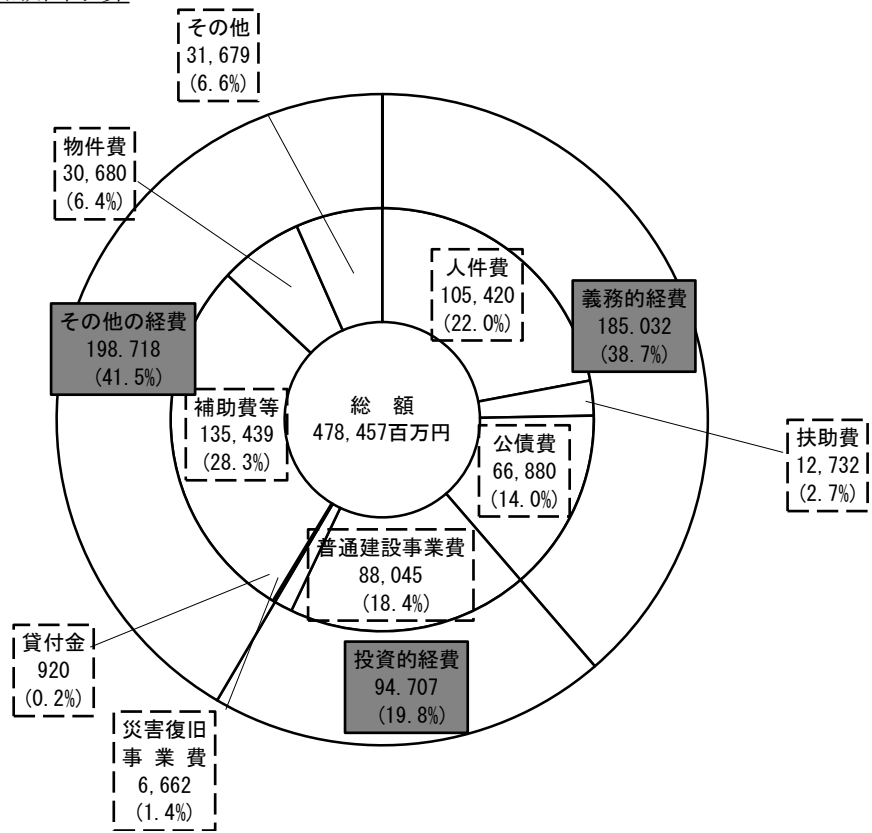 その他
31,679
(6.6%)
物件費
30,680
(6.4%)
人件費
105,420
(22.0%)
義務的経費
185.032
(38.7%)
その他の経費
198.718
(41.5%)
補助費等
135,439
(28.3%)
総 額
478,457百万円
公債費
66,880
(14.0%)
扶助費
12,732
(2.7%)
普通建設事業費
88,045
(18.4%)
貸付金
920
(0.2%)
投資的経費
94.707
(19.8%)
災害復旧
事 業 費
6,662
(1.4%)